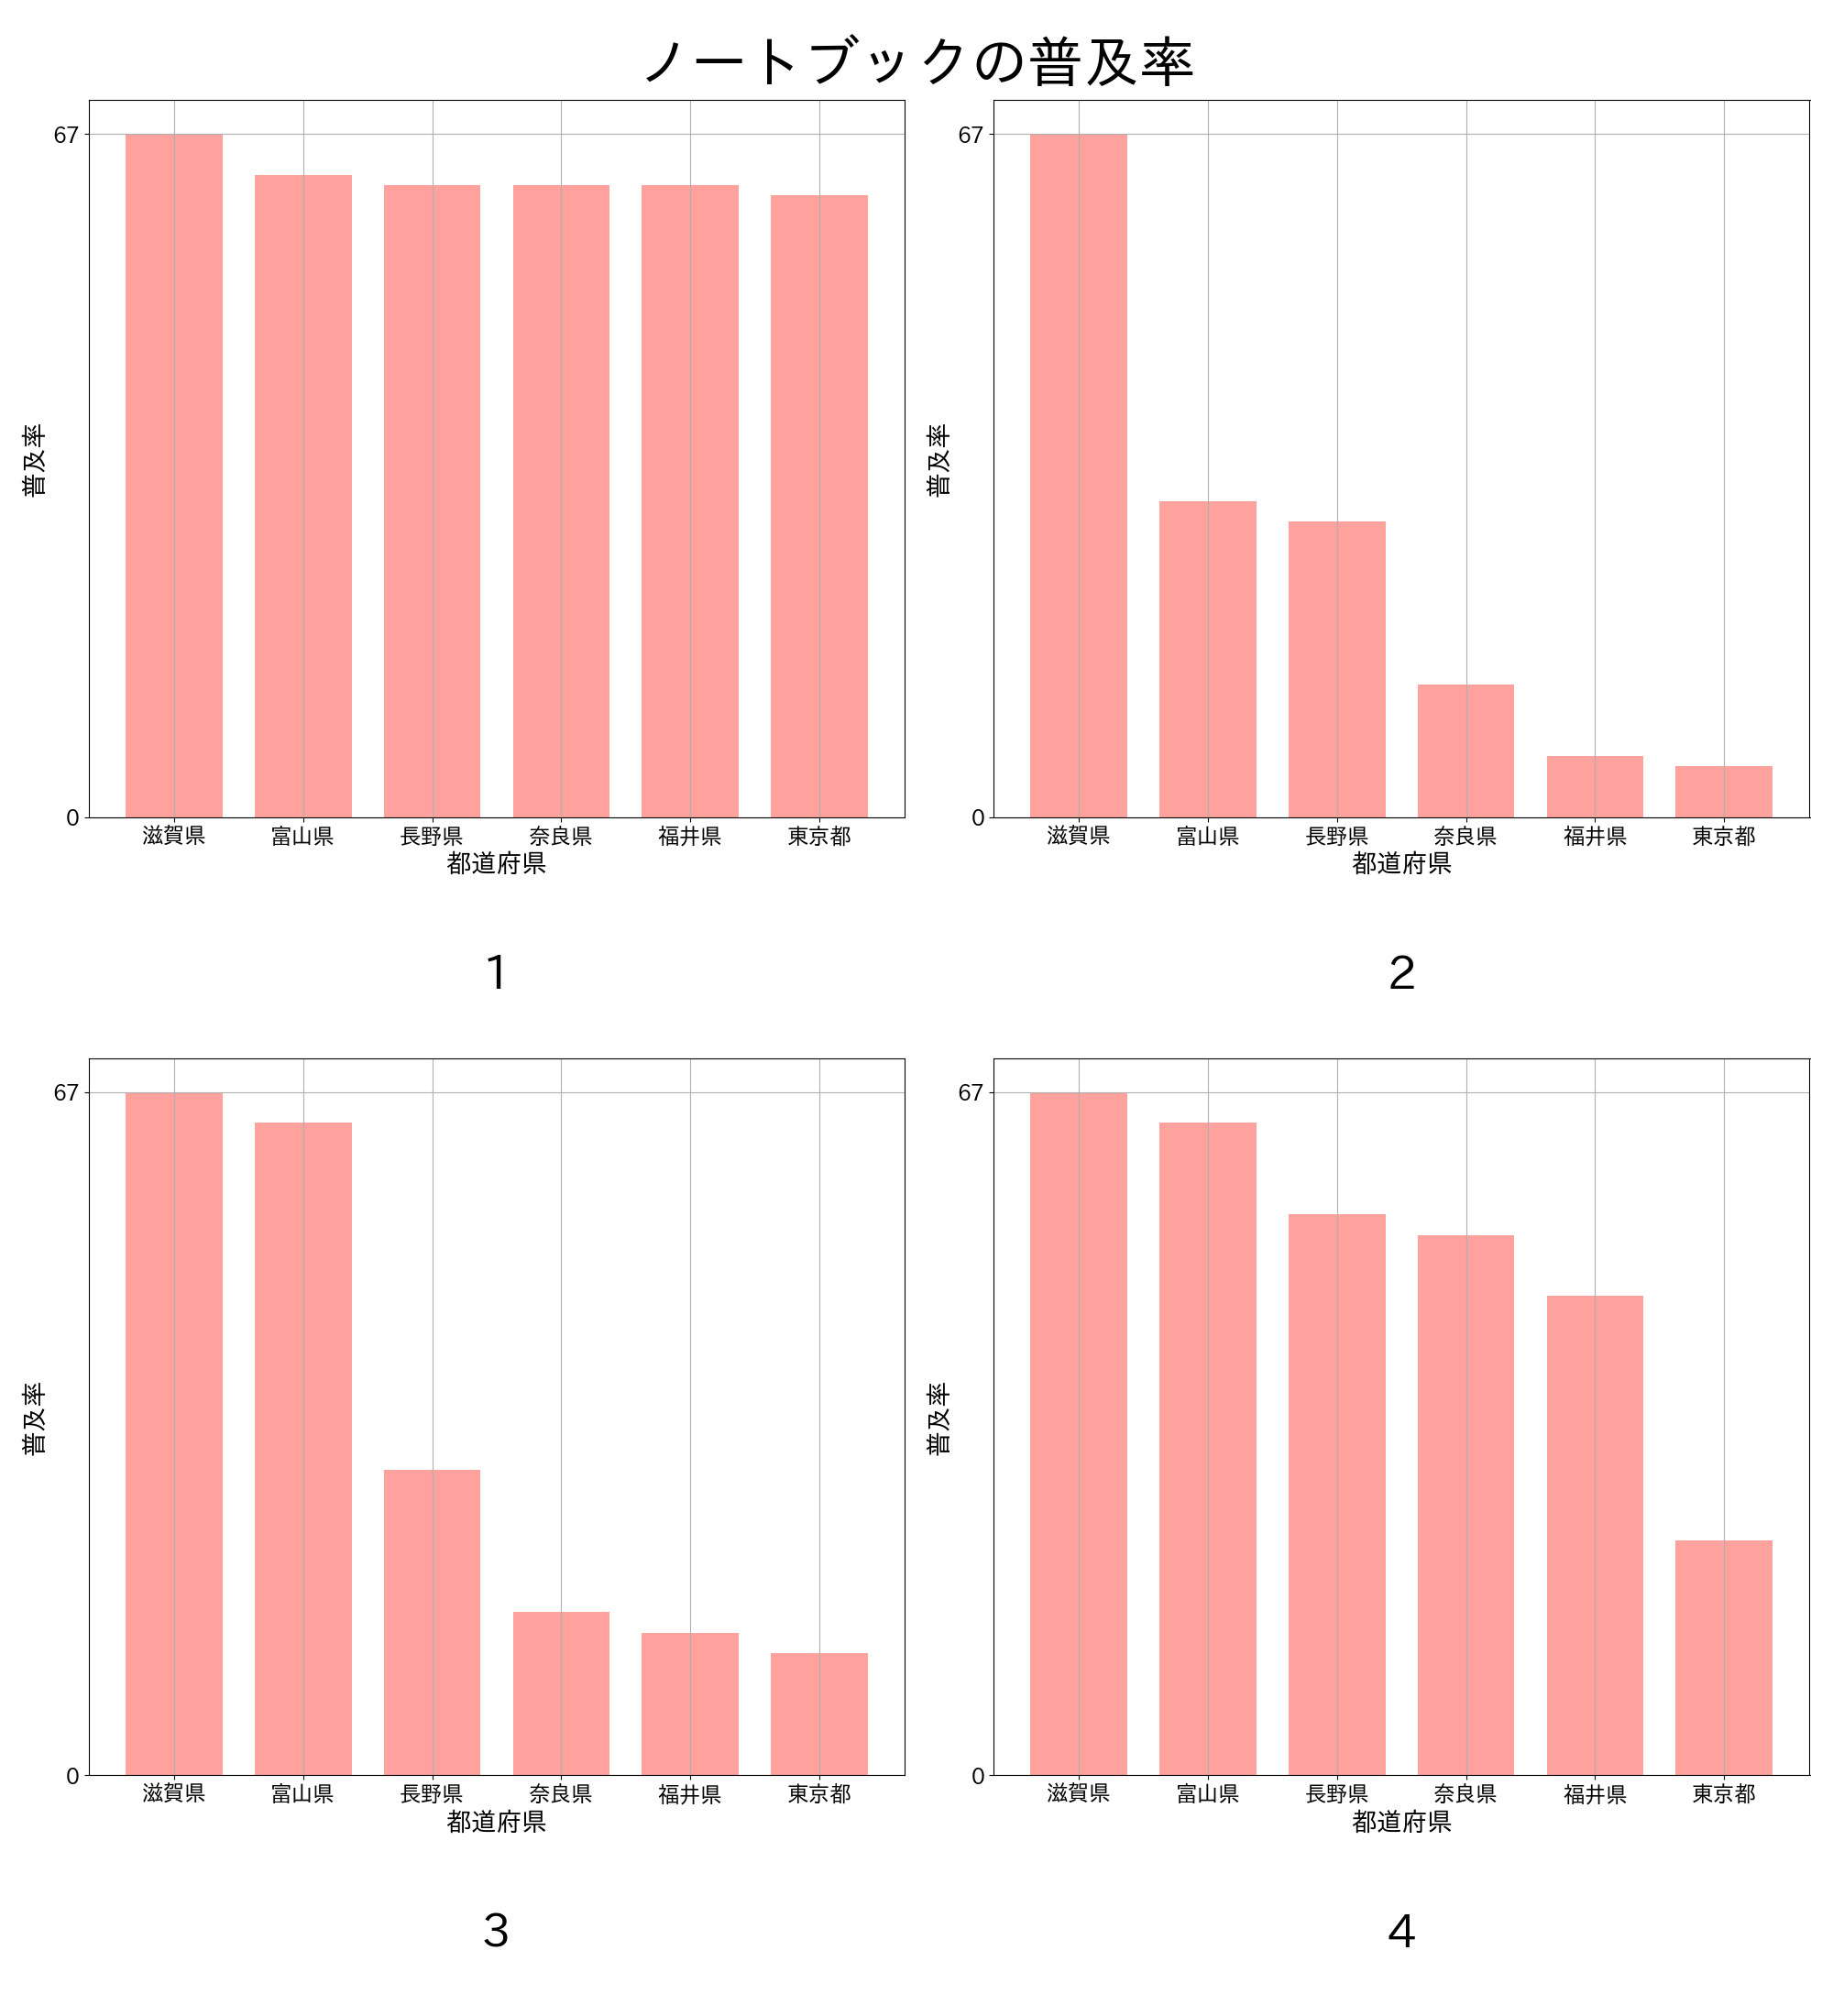 ノートブックの普及率
67
0
普及率
滋賀県 富山県 長野県 奈良県 福井県 東京都
都道府県
1
67
0
普及率
滋賀県 富山県 長野県 奈良県 福井県 東京都
都道府県
2
67
0
普及率
滋賀県 富山県 長野県 奈良県 福井県 東京都
都道府県
3
67
0
普及率
滋賀県 富山県 長野県 奈良県 福井県 東京都
都道府県
4